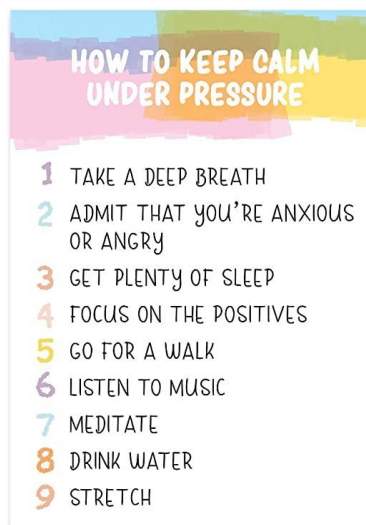 HOW TO KEEP CALM
UNDER PRESSURE
1 TAKE A DEEP BREATH
2 ADMIT THAT YOU'RE ANXIOUS
OR ANGRY
3 GET PLENTY OF SLEEP
4 FOCUS ON THE POSITIVES
5 GO FOR A WALK
6 LISTEN TO MUSIC
7 MEDITATE
8 DRINK WATER
9 STRETCH